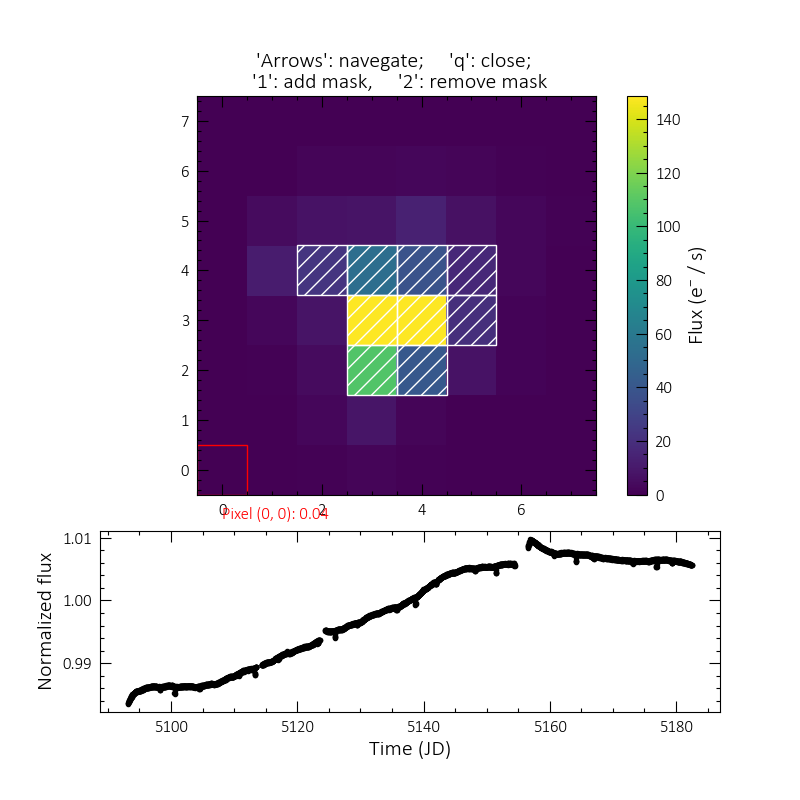 'Arrows': navegate;    'q': close;
'1': add mask,    '2': remove mask
7
6
5
4
3
2
1
0
0 2 4 6
Pixel (0, 0): 0.04
140
120
100
80
60
40
20
0
Flux (e⁻ / s)
1.01
1.00
0.99
Normalized flux
5100 5120 5140 5160 5180
Time (JD)